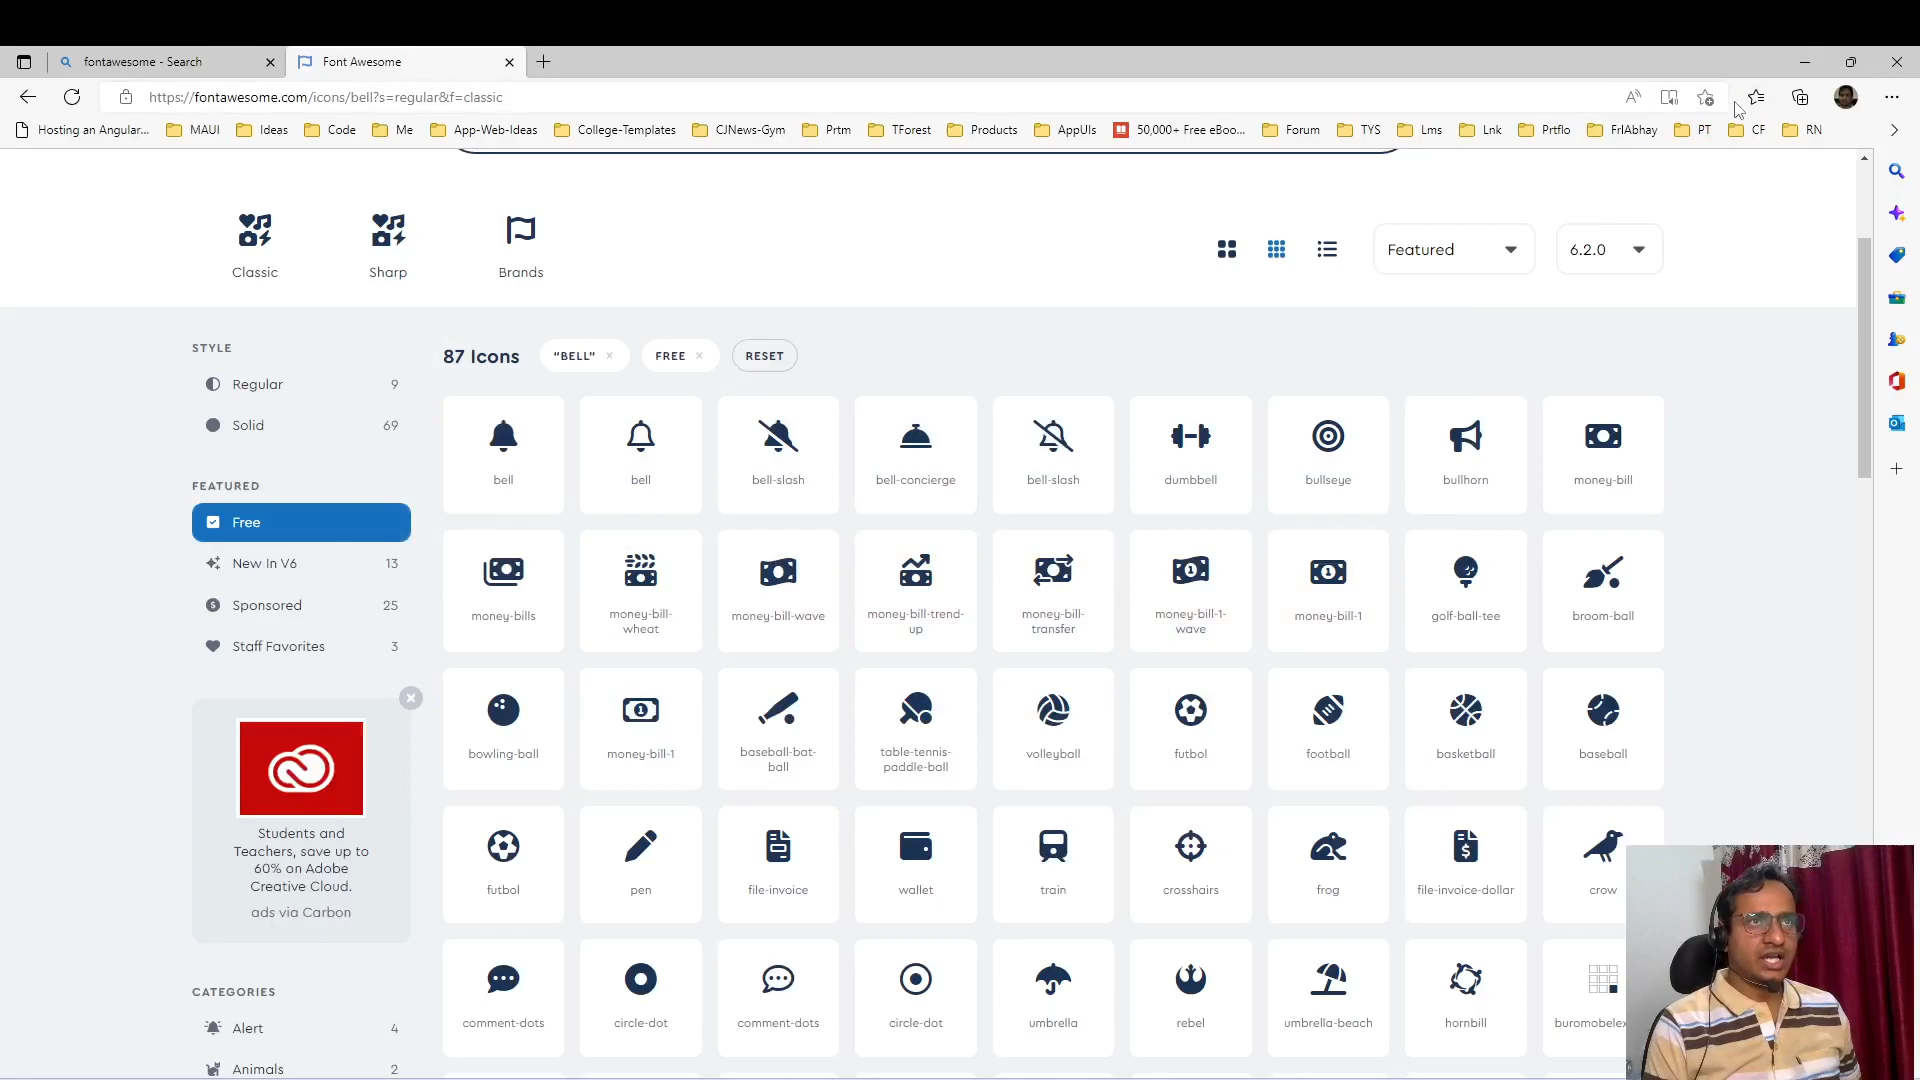 fontawesome - Search
Font Awesome
https://fontawesome.com/icons/bell?s=regular&f=classic
Hosting an Angular... MAUI Ideas Code Me App-Web-Ideas College-Templates CJNews-Gym Prtm TForest Products AppUIs 50,000+ Free eBoo... Forum TYS Lms Lnk Prtflo FrlAbhay PT CF RN
Classic Sharp Brands
Featured 6.2.0
STYLE
Regular 9
Solid 69
FEATURED
Free
New In V6 13
Sponsored 25
Staff Favorites 3
Students and
Teachers, save up to
60% on Adobe
Creative Cloud.
ads via Carbon
CATEGORIES
Alert 4
Animals 2
87 Icons "BELL" × FREE × RESET
bell bell bell-slash bell-concierge bell-slash dumbbell bullseye bullhorn money-bill
money-bills money-bill-
wheat money-bill-wave money-bill-trend-
up money-bill-
transfer money-bill-1-
wave money-bill-1 golf-ball-tee broom-ball
bowling-ball money-bill-1 baseball-bat-
ball table-tennis-
paddle-ball volleyball futbol football basketball baseball
futbol pen file-invoice wallet train crosshairs frog file-invoice-dollar crow
comment-dots circle-dot comment-dots circle-dot umbrella rebel umbrella-beach hornbill buromobelex